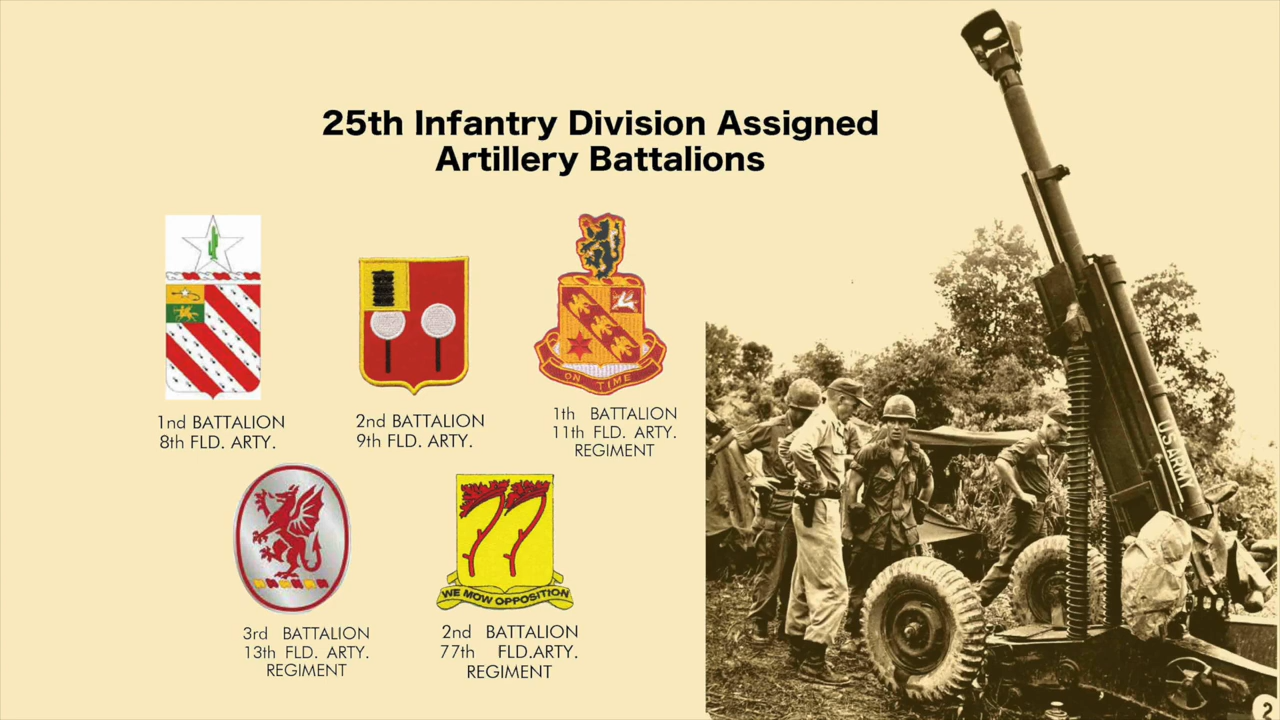 25th Infantry Division Assigned
Artillery Battalions
1nd BATTALION
8th FLD. ARTY.
2nd BATTALION
9th FLD. ARTY.
ON TIME
1th BATTALION
11th FLD. ARTY.
REGIMENT
3rd BATTALION
13th FLD. ARTY.
REGIMENT
WE MOW OPPOSITION
2nd BATTALION
77th FLD.ARTY.
REGIMENT
U.S. ARMY
2